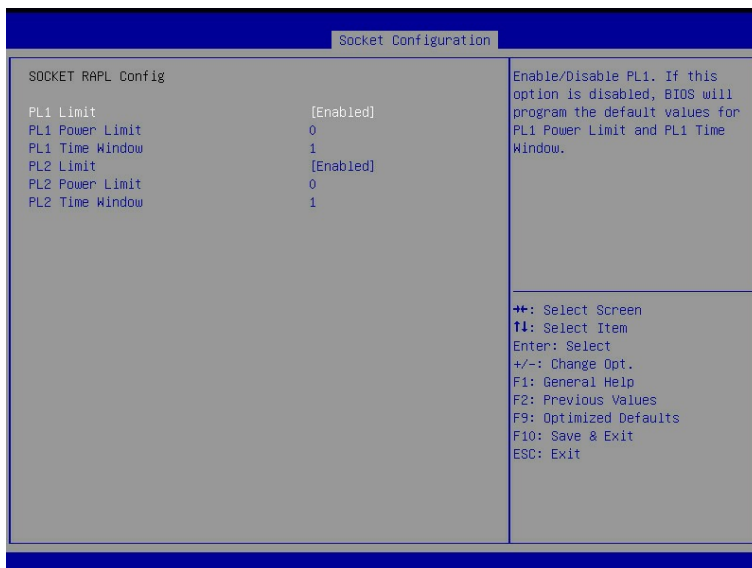 Socket Configuration
SOCKET RAPL Config
PL1 Limit [Enabled]
PL1 Power Limit 0
PL1 Time Window 1
PL2 Limit [Enabled]
PL2 Power Limit 0
PL2 Time Window 1
Enable/Disable PL1. If this
option is disabled, BIOS will
program the default values for
PL1 Power Limit and PL1 Time
Window.
→←: Select Screen
↑↓: Select Item
Enter: Select
+/-: Change Opt.
F1: General Help
F2: Previous Values
F9: Optimized Defaults
F10: Save & Exit
ESC: Exit